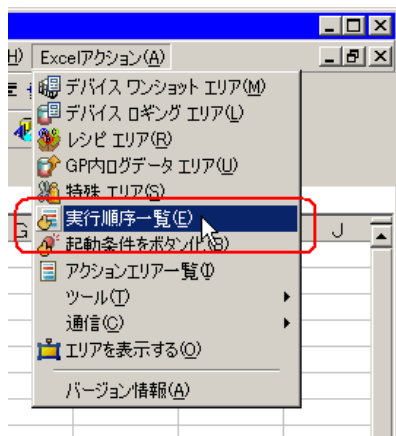 H) Excelアクション(A)
デバイス ワンショット エリア(M)
デバイス ロギング エリア(L)
レシピ エリア(R)
GP内ログデータ エリア(U)
特殊 エリア(S)
実行順序一覧(E)
G J
起動条件をボタン化(B)
アクションエリア一覧(I)
ツール(T)
通信(C)
エリアを表示する(O)
バージョン情報(A)